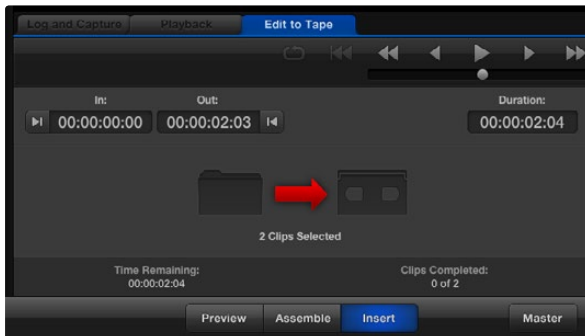 Log and Capture Playback Edit to Tape
In: Out: Duration:
00:00:00:00 00:00:02:03 00:00:02:04
2 Clips Selected
Time Remaining: Clips Completed:
00:00:02:04 0 of 2
Preview Assemble Insert Master